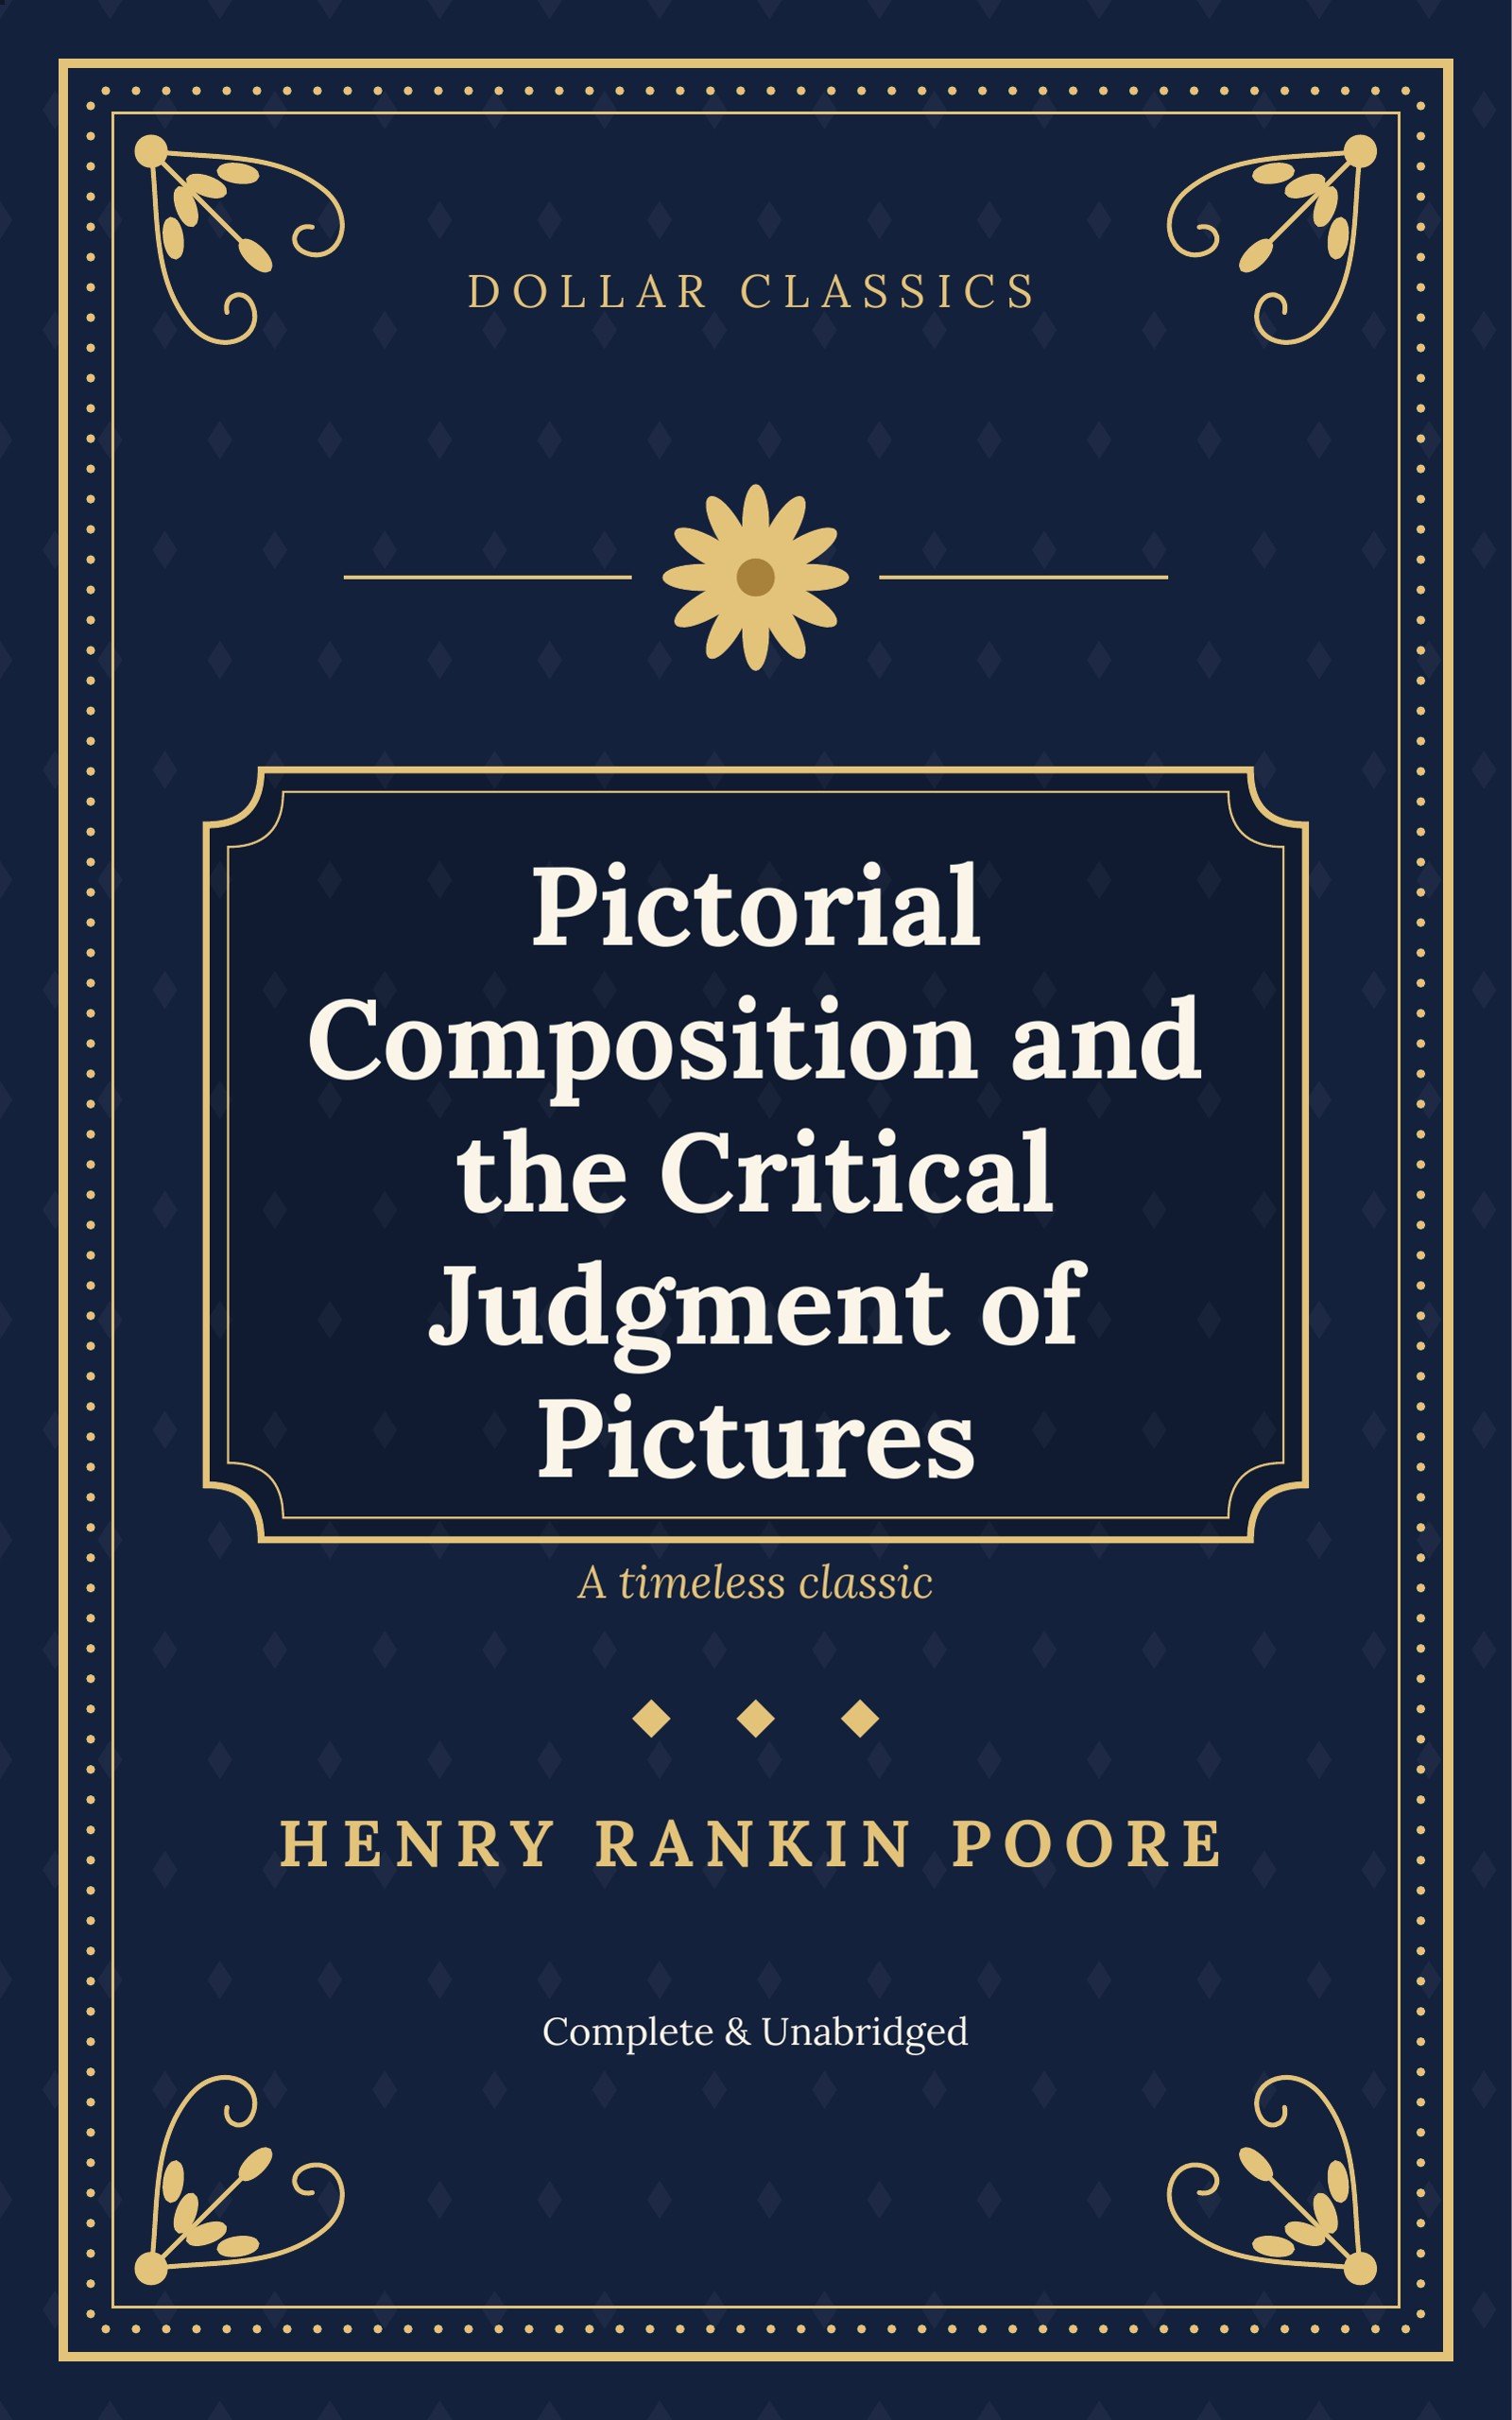 DOLLAR CLASSICS
Pictorial
Composition and
the Critical
Judgment of
Pictures
A timeless classic
HENRY RANKIN POORE
Complete & Unabridged